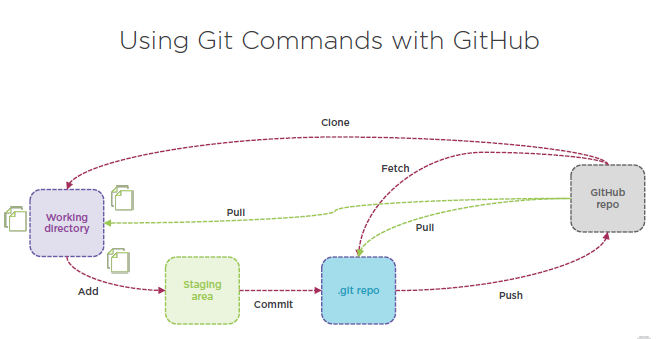 Using Git Commands with GitHub
Clone
Fetch
GitHub
repo
Working
directory
Pull
Pull
Add
Staging
area
Commit
.git repo
Push